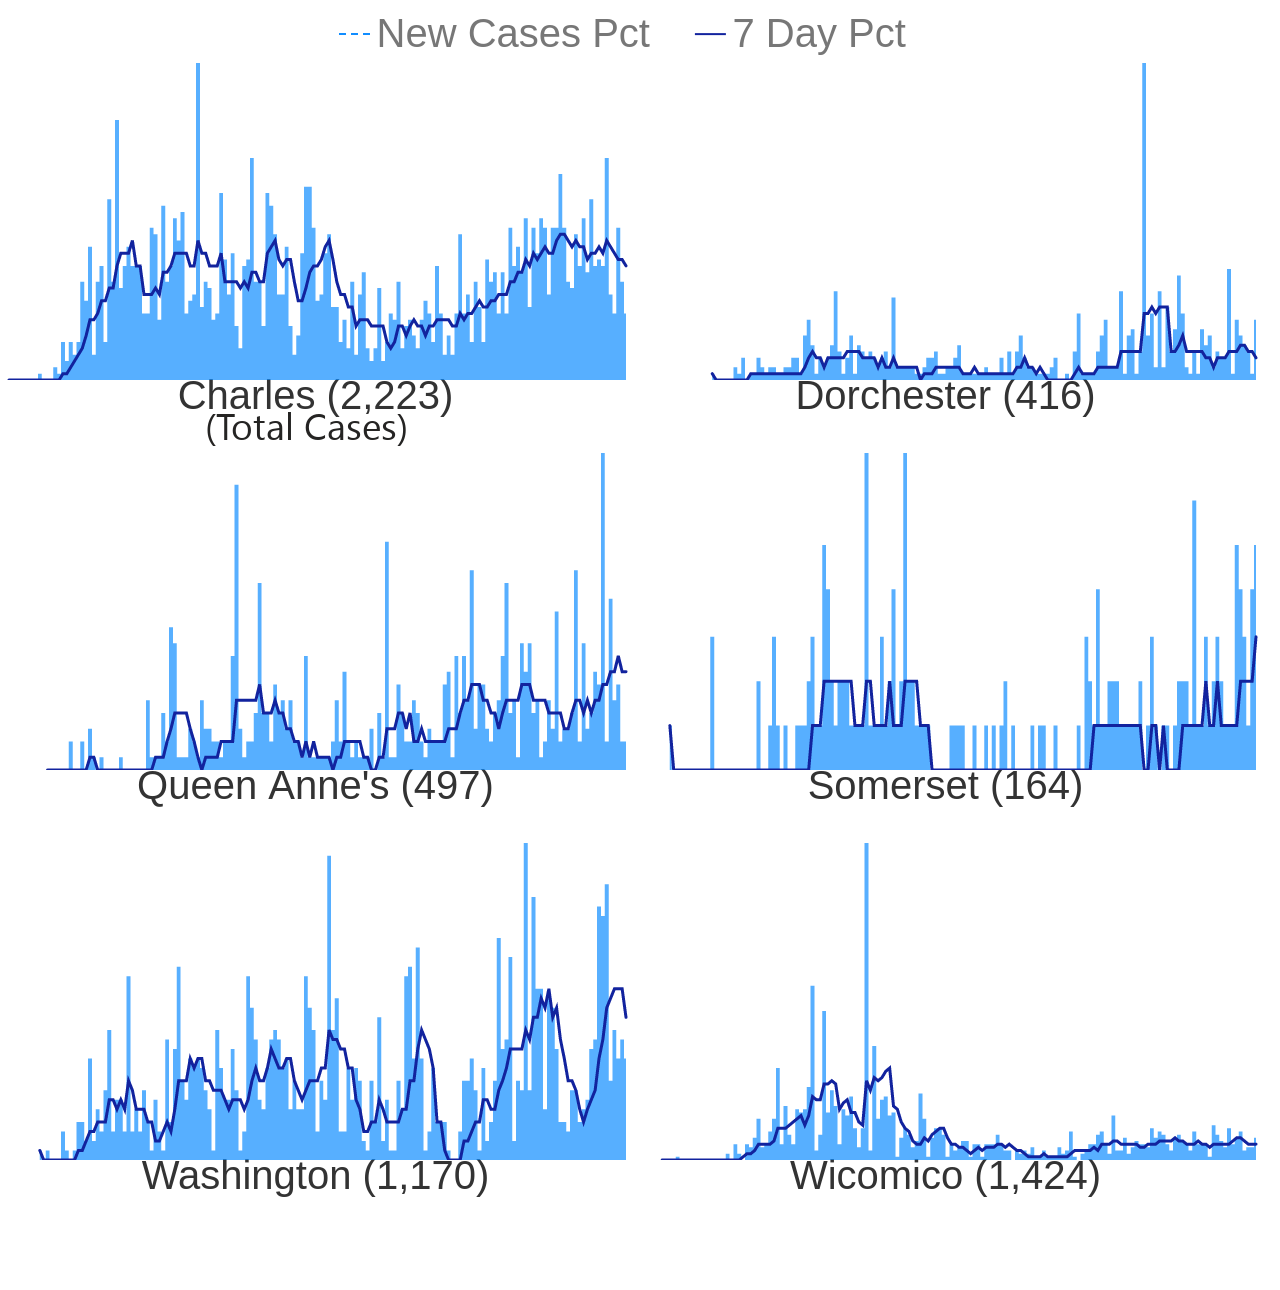 New Cases Pct 7 Day Pct
Charles (2,223) Dorchester (416)
(Total Cases)
Queen Anne's (497) Somerset (164)
Washington (1,170) Wicomico (1,424)